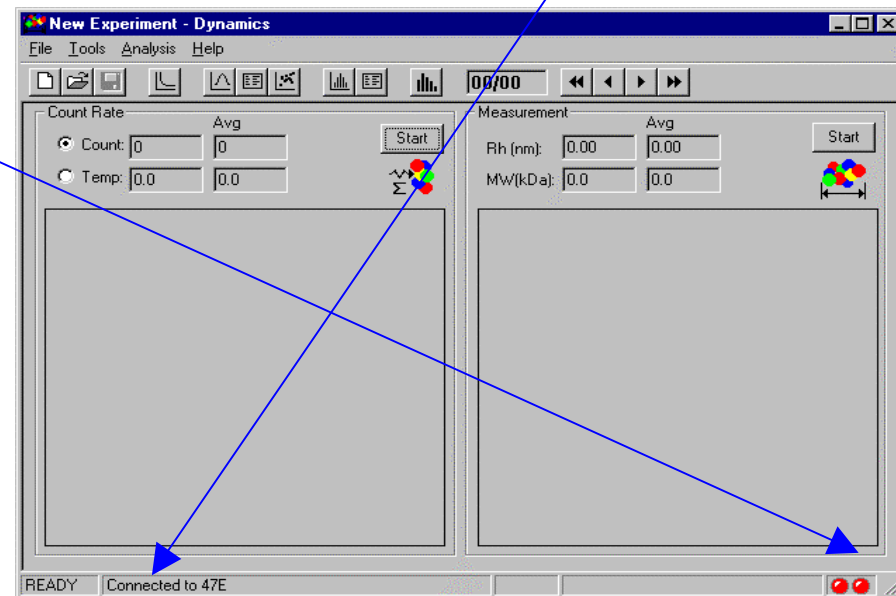 New Experiment - Dynamics
File Tools Analysis Help
00/00
Count Rate
Avg
Count: 0 0
Start
Temp: 0.0 0.0
Σ
Measurement
Avg
Rh (nm): 0.00 0.00
Start
MW(kDa): 0.0 0.0
READY Connected to 47E